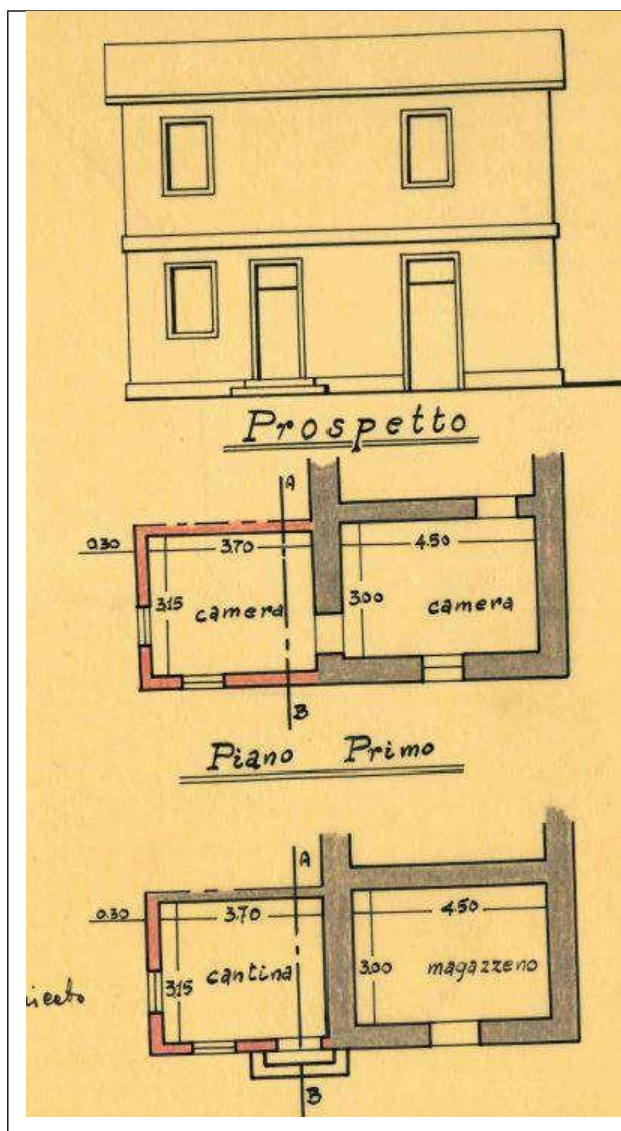 Prospetto
A
0.30 3.70 4.50
3.15 camera 3.00 camera
B
Piano Primo
A
0.30 3.70 4.50
3.15 cantina 3.00 magazzeno
B